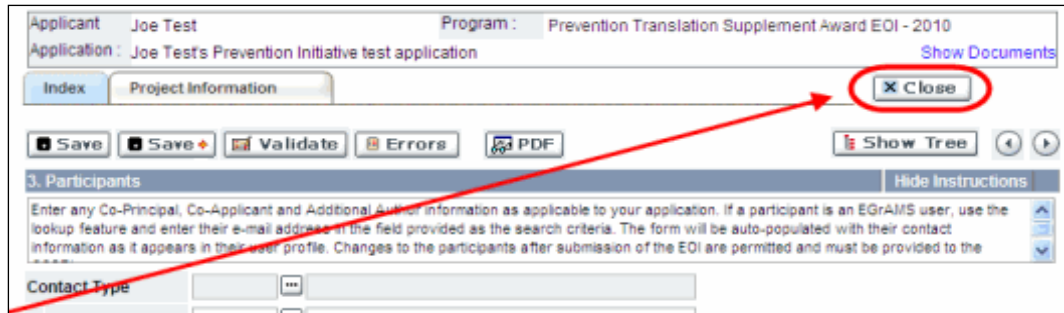 Applicant Joe Test Program : Prevention Translation Supplement Award EOI - 2010
Application : Joe Test's Prevention Initiative test application Show Documents
Index Project Information Close
Save Save Validate Errors PDF Show Tree
3. Participants Hide Instructions
Enter any Co-Principal, Co-Applicant and Additional Author information as applicable to your application. If a participant is an EGrAMS user, use the
lookup feature and enter their e-mail address in the field provided as the search criteria. The form will be auto-populated with their contact
information as it appears in their user profile. Changes to the participants after submission of the EOI are permitted and must be provided to the
Contact Type